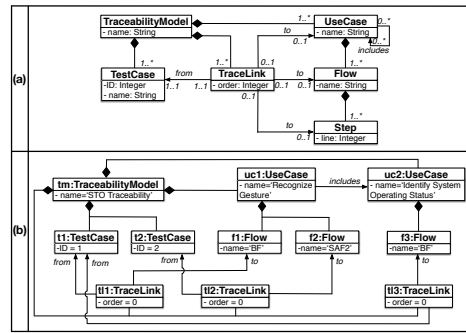 (a)
TraceabilityModel
- name: String
UseCase
- name: String
0..*
0..*
includes
1..*
1..*
1..*
1..*
to
0..1
0..1
TestCase
-ID: Integer
- name: String
from
1..1
1..*
TraceLink
- order: Integer
to
0..1
0..1
Flow
-name: String
0..1
to
0..1
1..*
Step
- line: Integer
(b)
tm:TraceabilityModel
- name='STO Traceability'
uc1:UseCase
-name='Recognize
Gesture'
includes
uc2:UseCase
-name='Identify System
Operating Status'
t1:TestCase
-ID = 1
t2:TestCase
-ID = 2
f1:Flow
-name='BF'
f2:Flow
-name='SAF2'
f3:Flow
-name='BF'
from
from
from
to
to
to
tl1:TraceLink
- order = 0
tl2:TraceLink
- order = 0
tl3:TraceLink
- order = 0